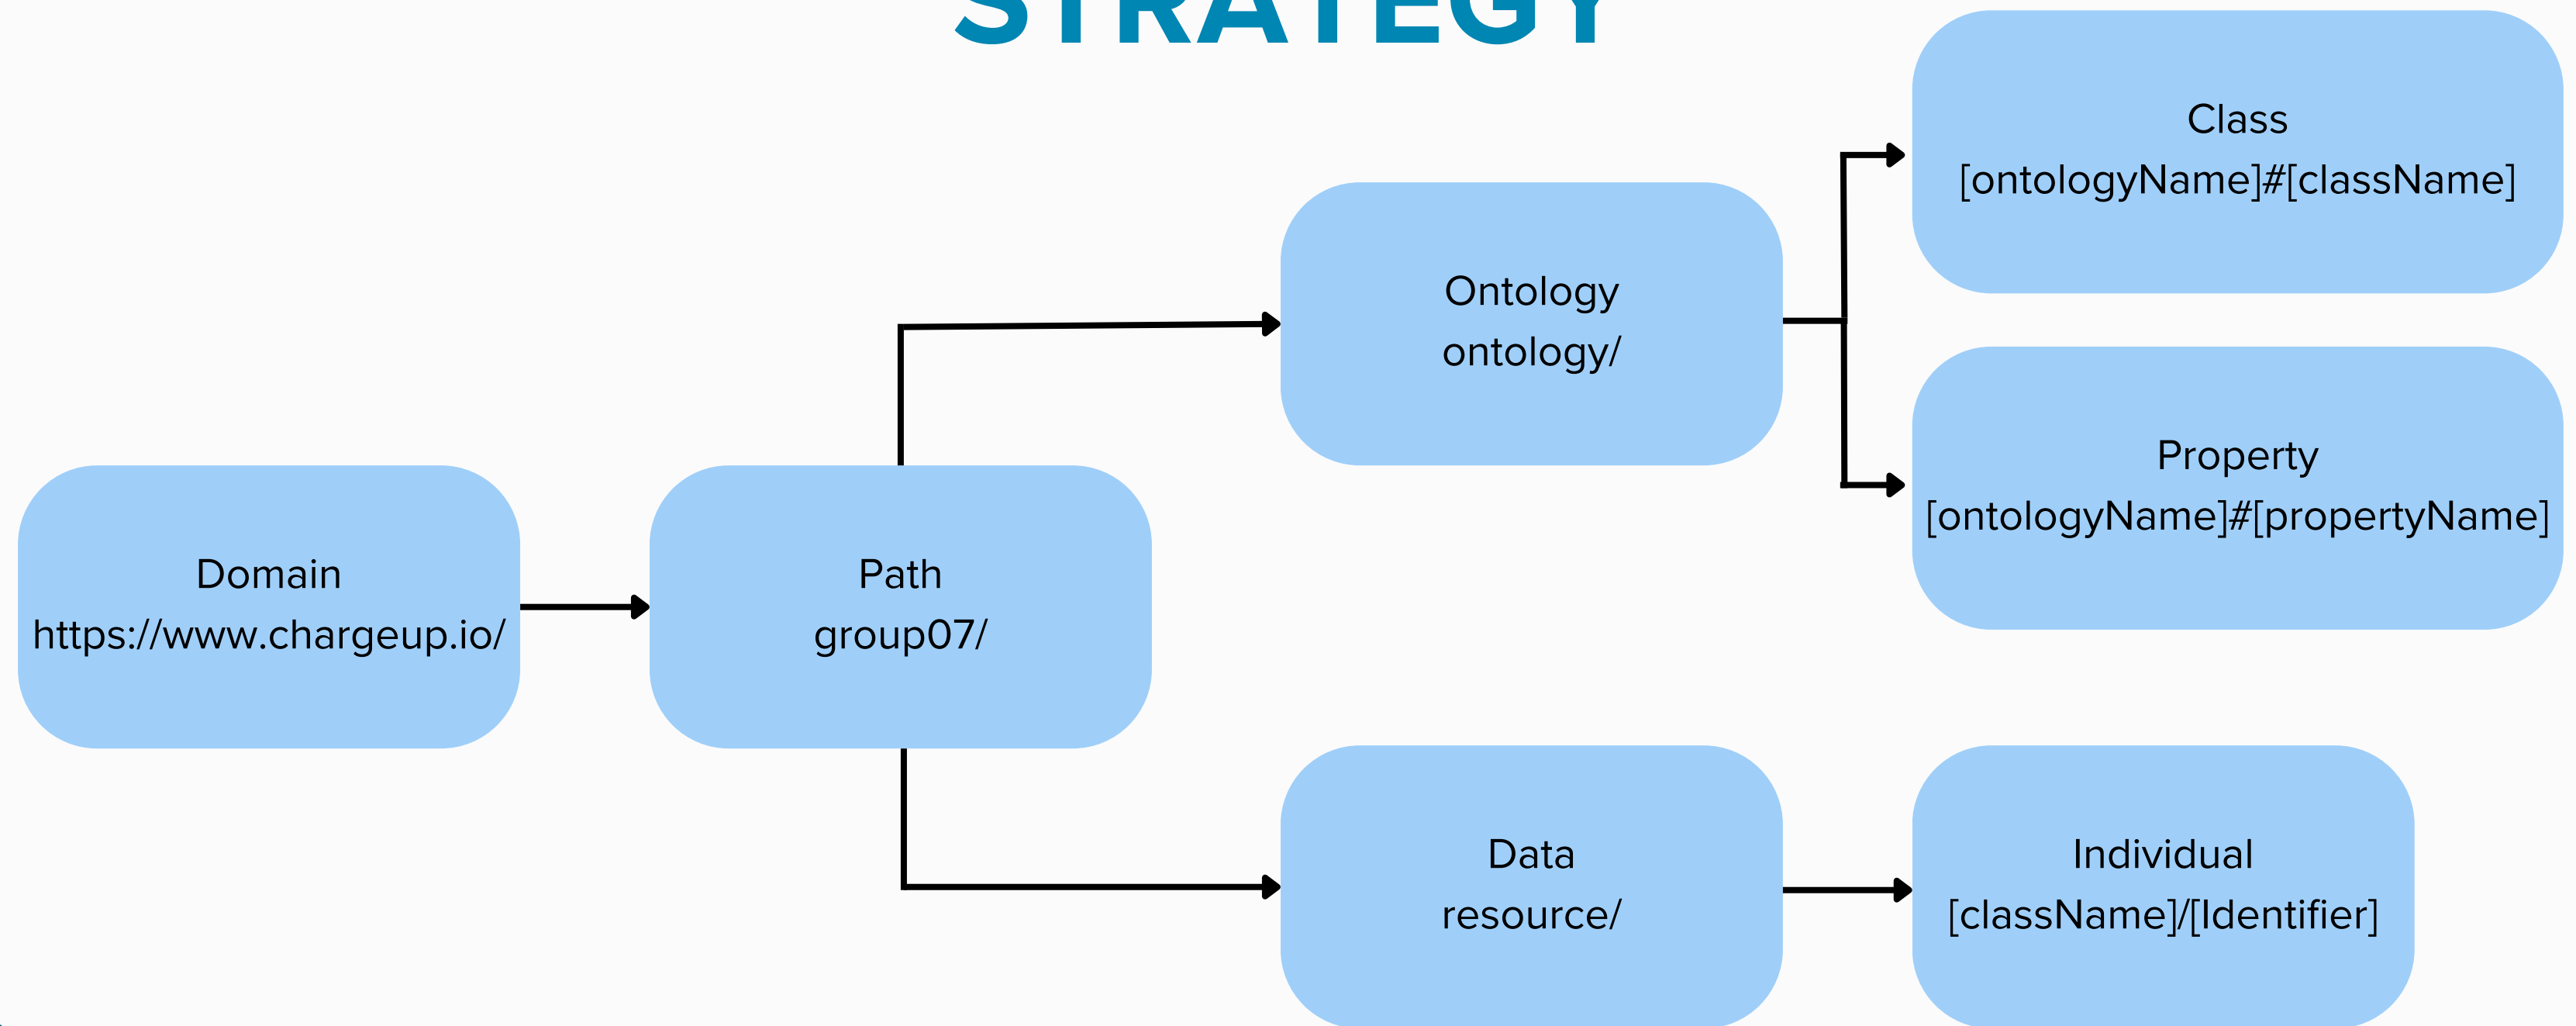 STRATEGY
Domain
https://www.chargeup.io/
Path
group07/
Ontology
ontology/
Class
[ontologyName]#[className]
Property
[ontologyName]#[propertyName]
Data
resource/
Individual
[className]/[Identifier]